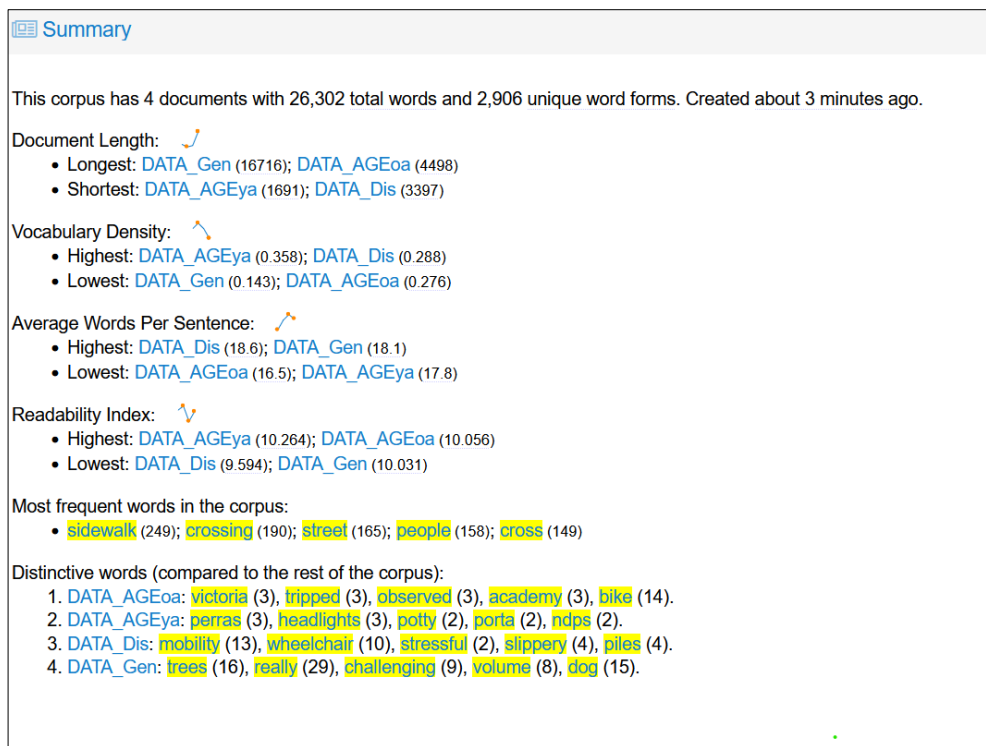 Summary
This corpus has 4 documents with 26,302 total words and 2,906 unique word forms. Created about 3 minutes ago.
Document Length:
• Longest: DATA_Gen (16716); DATA_AGEoa (4498)
• Shortest: DATA_AGEya (1691); DATA_Dis (3397)
Vocabulary Density:
• Highest: DATA_AGEya (0.358); DATA_Dis (0.288)
• Lowest: DATA_Gen (0.143); DATA_AGEoa (0.276)
Average Words Per Sentence:
• Highest: DATA_Dis (18.6); DATA_Gen (18.1)
• Lowest: DATA_AGEoa (16.5); DATA_AGEya (17.8)
Readability Index:
• Highest: DATA_AGEya (10.264); DATA_AGEoa (10.056)
• Lowest: DATA_Dis (9.594); DATA_Gen (10.031)
Most frequent words in the corpus:
• sidewalk (249); crossing (190); street (165); people (158); cross (149)
Distinctive words (compared to the rest of the corpus):
1. DATA_AGEoa: victoria (3), tripped (3), observed (3), academy (3), bike (14).
2. DATA_AGEya: perras (3), headlights (3), potty (2), porta (2), ndps (2).
3. DATA_Dis: mobility (13), wheelchair (10), stressful (2), slippery (4), piles (4).
4. DATA_Gen: trees (16), really (29), challenging (9), volume (8), dog (15).